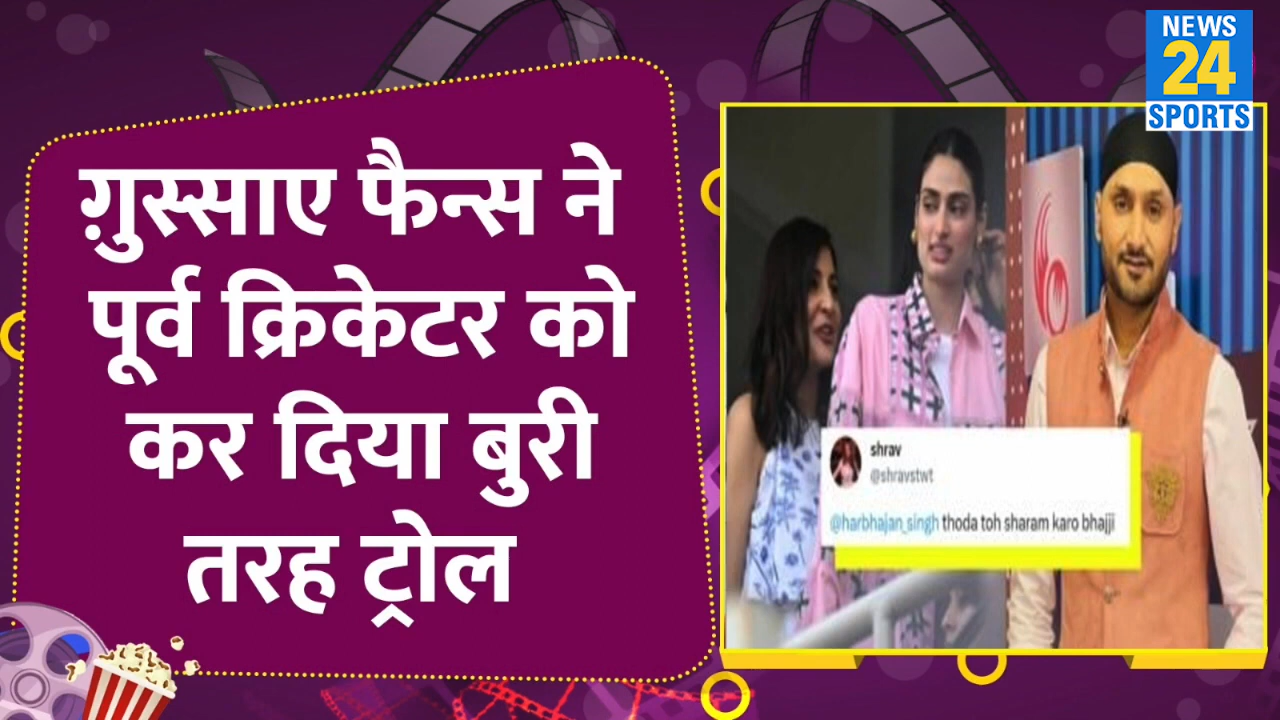 ग़ुस्साए फैन्स ने
पूर्व क्रिकेटर को
कर दिया बुरी
तरह ट्रोल
NEWS
24
SPORTS
shrav
@shravstwt
@harbhajan_singh thoda toh sharam karo bhajji